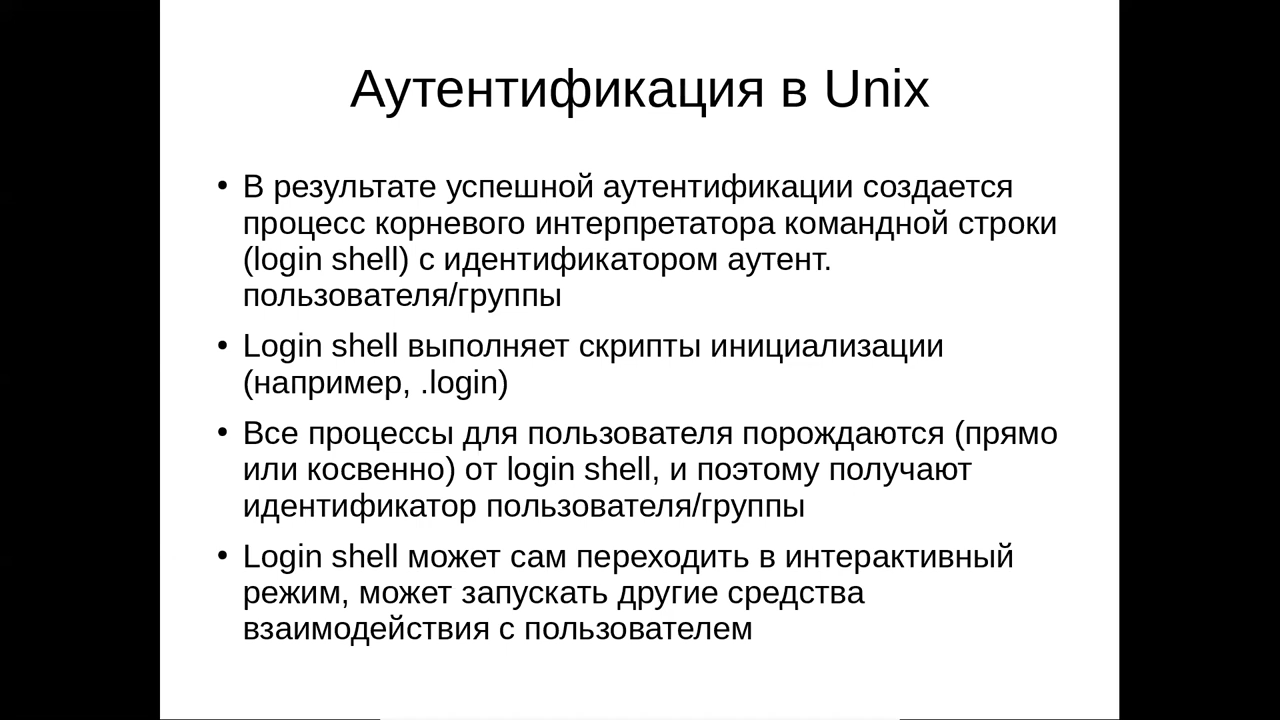 Аутентификация в Unix
• В результате успешной аутентификации создается
процесс корневого интерпретатора командной строки
(login shell) с идентификатором аутент.
пользователя/группы
• Login shell выполняет скрипты инициализации
(например, .login)
• Все процессы для пользователя порождаются (прямо
или косвенно) от login shell, и поэтому получают
идентификатор пользователя/группы
• Login shell может сам переходить в интерактивный
режим, может запускать другие средства
взаимодействия с пользователем